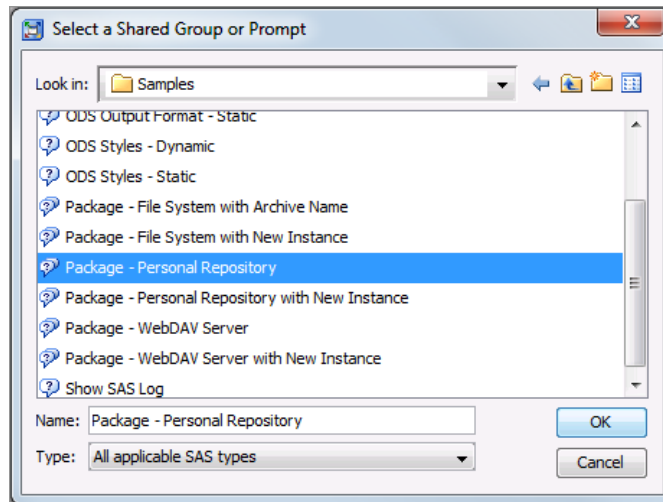 Select a Shared Group or Prompt
Look in: Samples
ODS Output Format - Static
ODS Styles - Dynamic
ODS Styles - Static
Package - File System with Archive Name
Package - File System with New Instance
Package - Personal Repository
Package - Personal Repository with New Instance
Package - WebDAV Server
Package - WebDAV Server with New Instance
Show SAS Log
Name: Package - Personal Repository OK
Type: All applicable SAS types Cancel